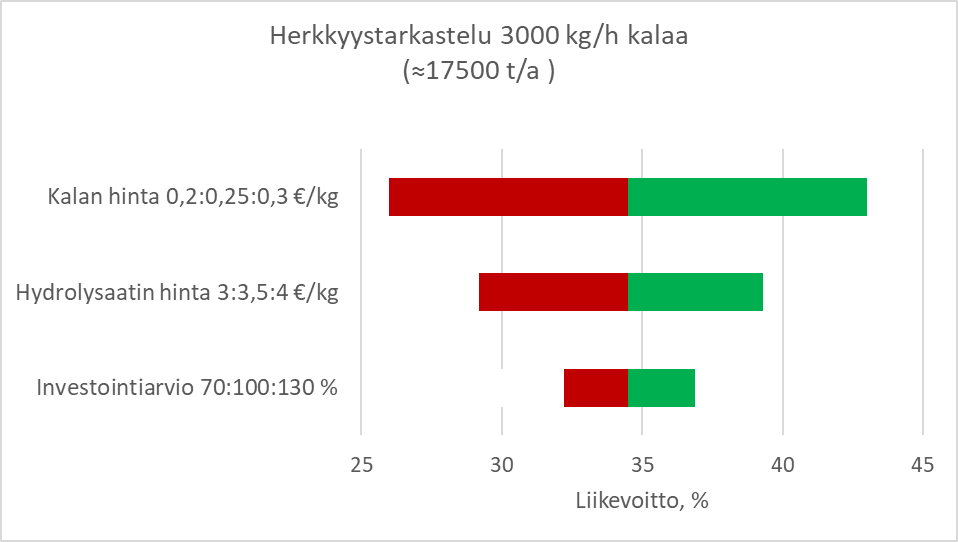 Herkkyystarkastelu 3000 kg/h kalaa
(≈17500 t/a )
Kalan hinta 0,2:0,25:0,3 €/kg
Hydrolysaatin hinta 3:3,5:4 €/kg
Investointiarvio 70:100:130 %
25 30 35 40 45
Liikevoitto, %